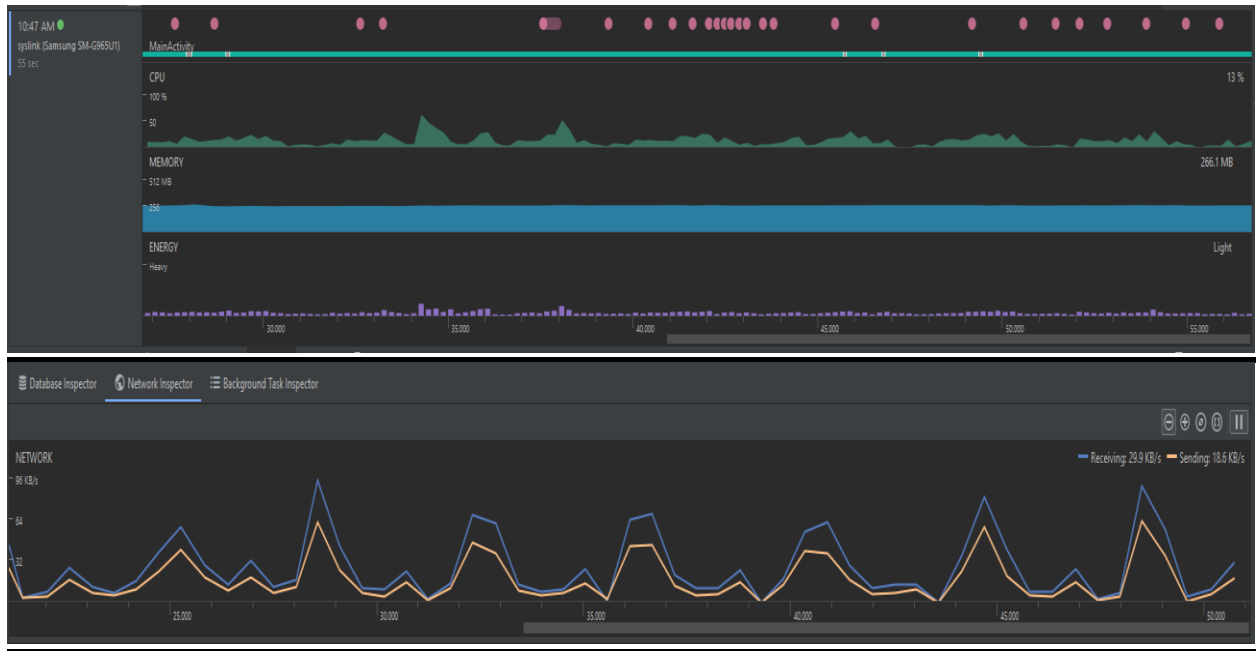 10:47 AM
syslink (Samsung SM-G965U1)
55 sec
MainActivity
CPU
13 %
100 %
50
MEMORY
266.1 MB
512 MB
256
ENERGY
Light
Heavy
30.000 35.000 40.000 45.000 50.000 55.000
Database Inspector Network Inspector Background Task Inspector
NETWORK
Receiving: 29.9 KB/s Sending: 18.6 KB/s
96 KB/s
64
32
25.000 30.000 35.000 40.000 45.000 50.000